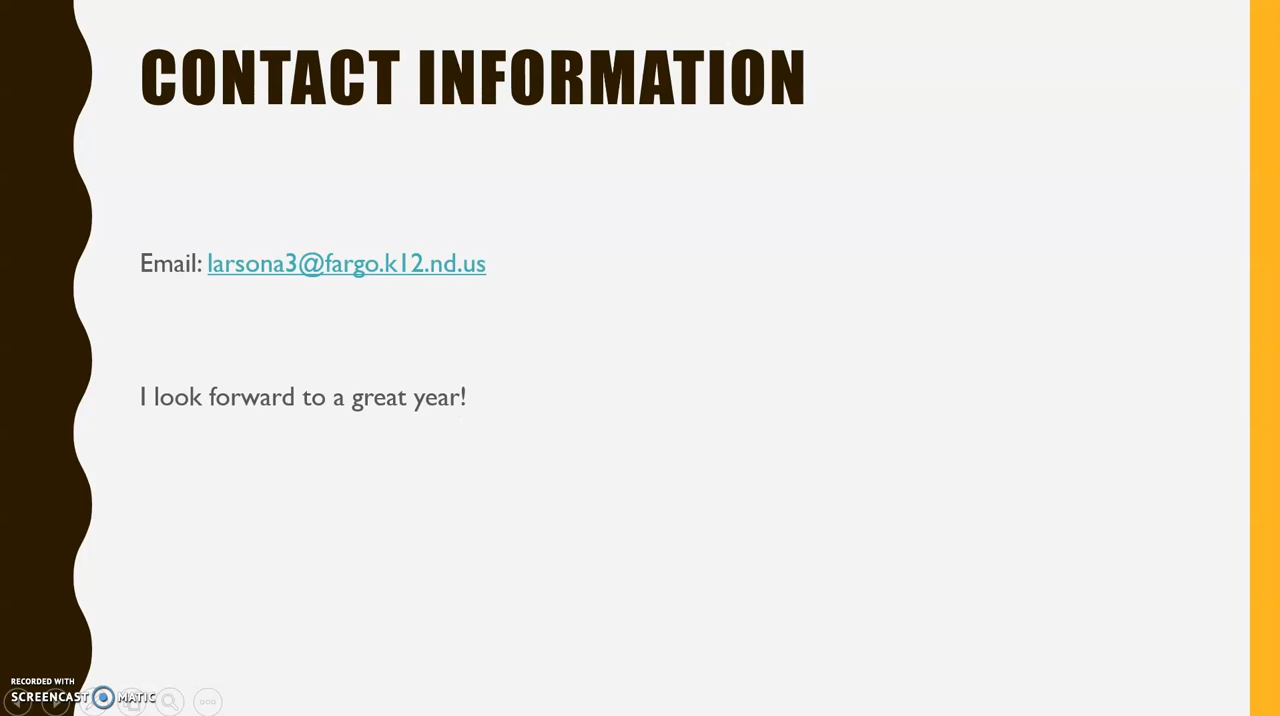 CONTACT INFORMATION
Email: larsona3@fargo.k12.nd.us
I look forward to a great year!
RECORDED WITH
SCREENCAST MATIC